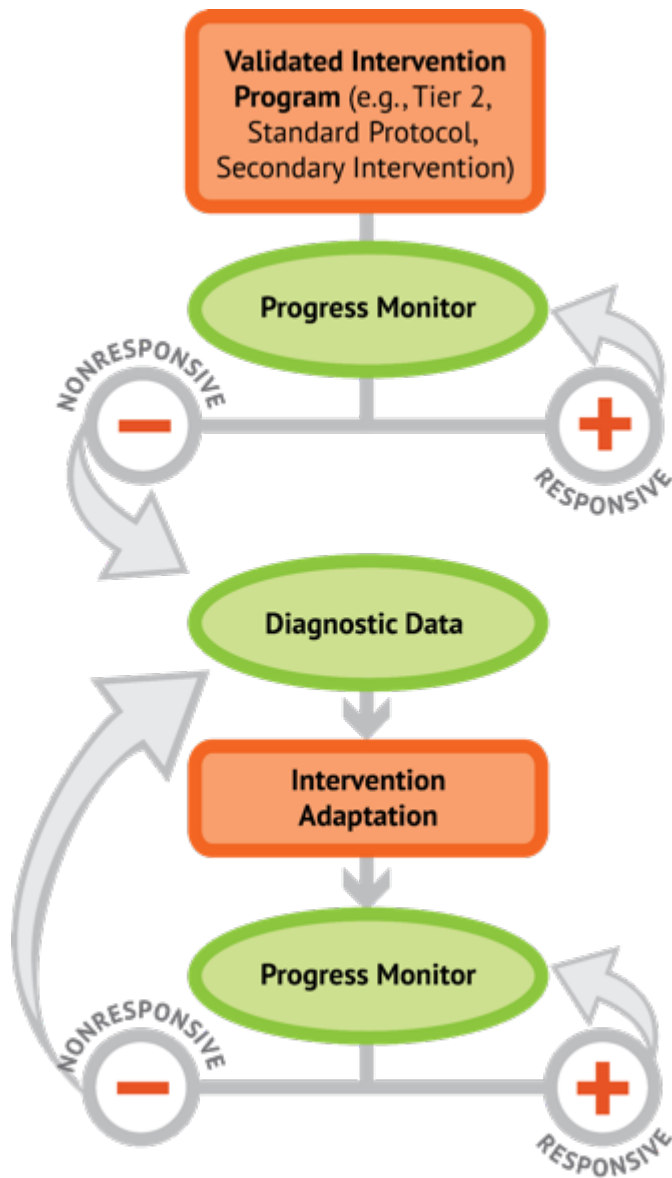 Validated Intervention
Program (e.g., Tier 2,
Standard Protocol,
Secondary Intervention)
Progress Monitor
NONRESPONSIVE
RESPONSIVE
Diagnostic Data
Intervention
Adaptation
Progress Monitor
NONRESPONSIVE
RESPONSIVE